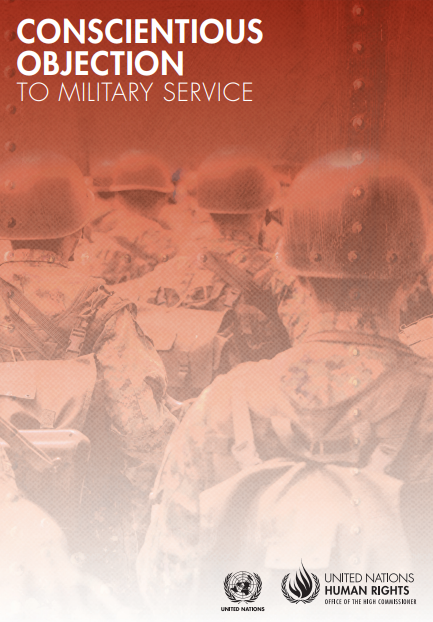 CONSCIENTIOUS
OBJECTION
TO MILITARY SERVICE
UNITED NATIONS
UNITED NATIONS
HUMAN RIGHTS
OFFICE OF THE HIGH COMMISSIONER